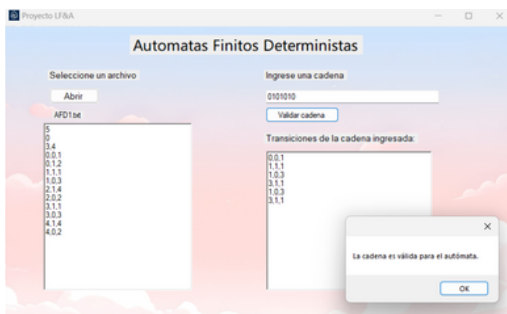 Proyecto LF&A
Automatas Finitos Deterministas
Seleccione un archivo
Abrir
AFD1.txt
5
0
3,4
0,0,1
0,1,2
1,1,1
1,0,3
2,1,4
2,0,2
3,1,1
3,0,3
4,1,4
4,0,2
Ingrese una cadena
0101010
Validar cadena
Transiciones de la cadena ingresada:
0,0,1
1,1,1
1,0,3
3,1,1
1,0,3
3,1,1
La cadena es válida para el autómata.
OK